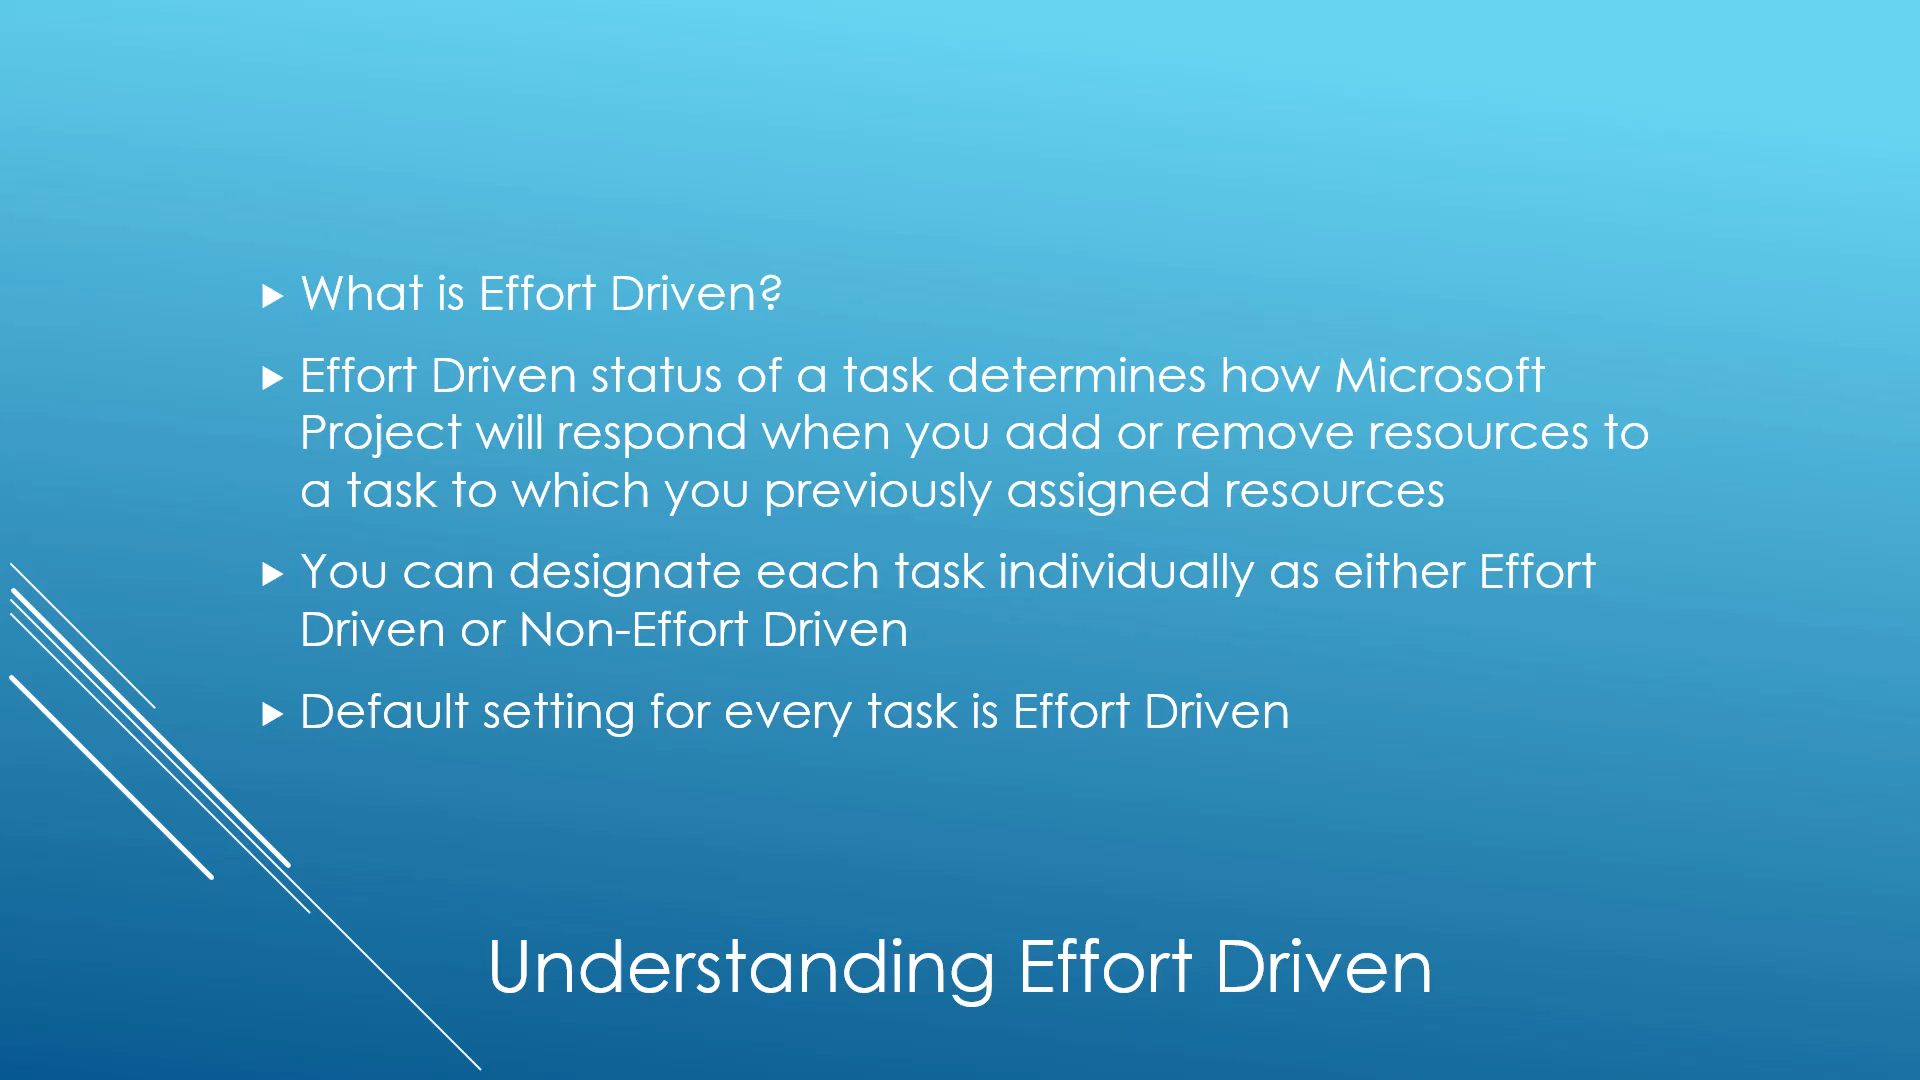 What is Effort Driven?
Effort Driven status of a task determines how Microsoft
Project will respond when you add or remove resources to
a task to which you previously assigned resources
You can designate each task individually as either Effort
Driven or Non-Effort Driven
Default setting for every task is Effort Driven
Understanding Effort Driven